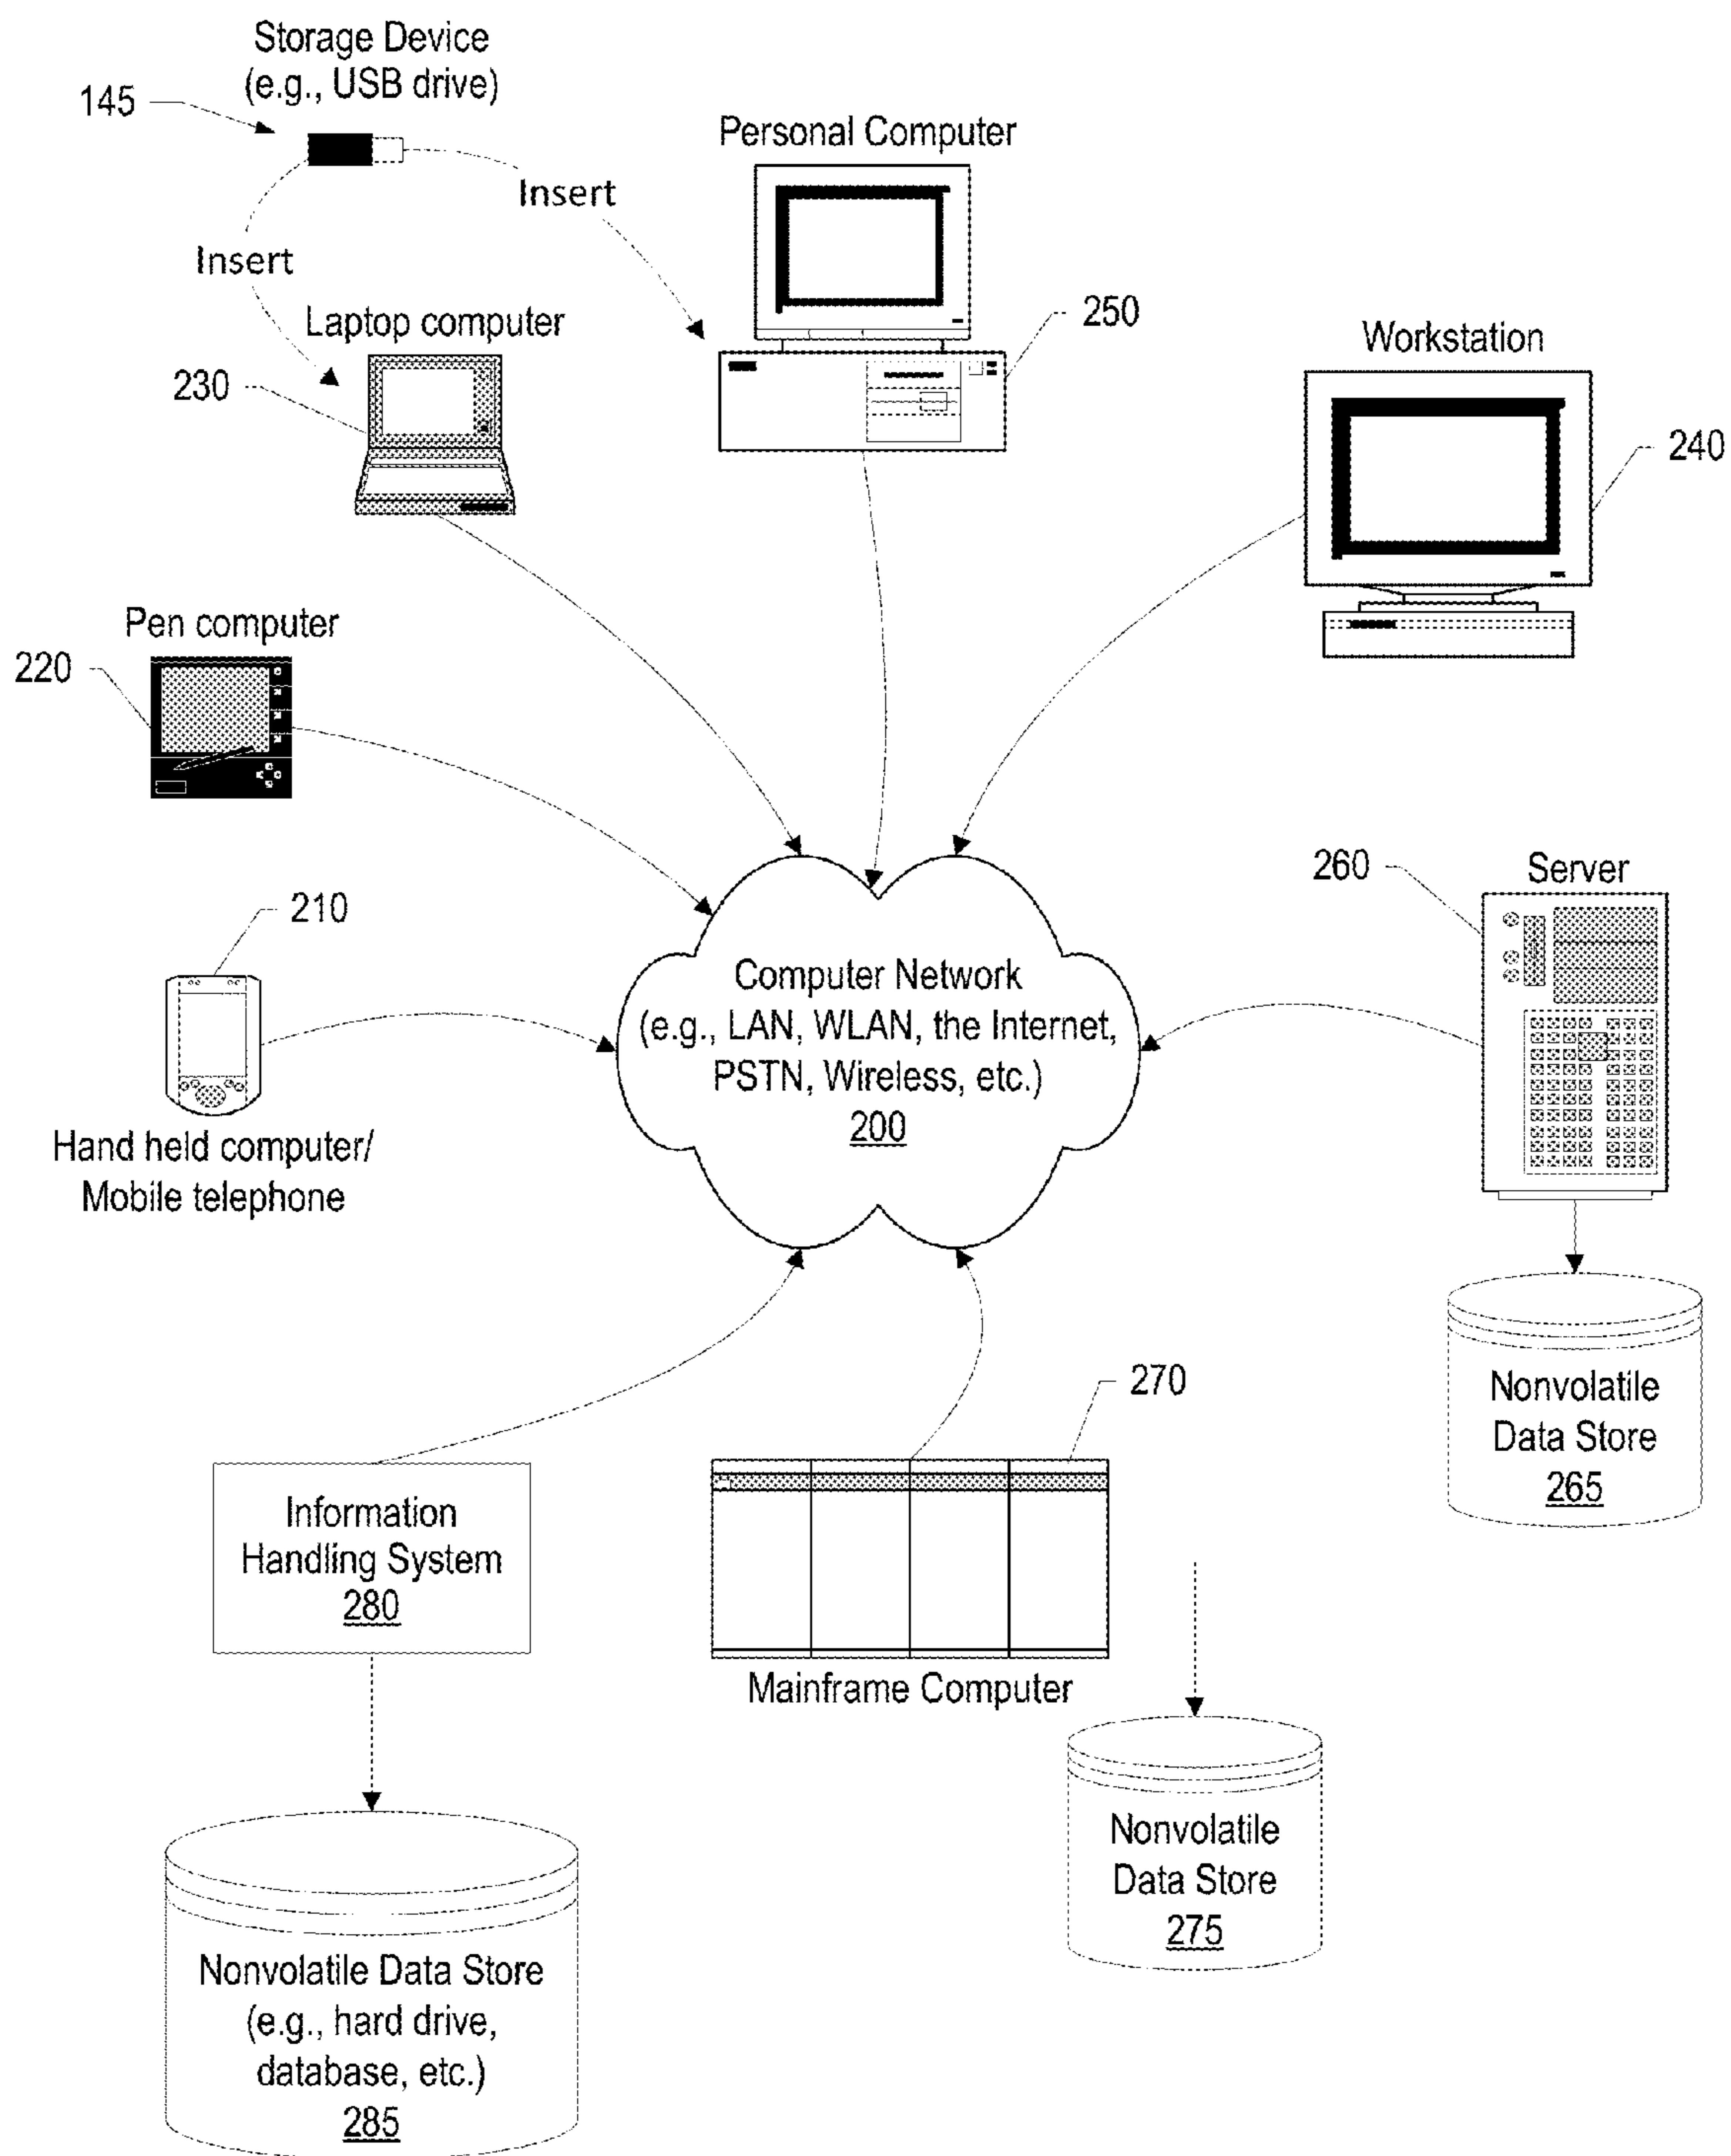 Storage Device
(e.g., USB drive)
145
Personal Computer
Insert
Insert
Laptop computer
250
Workstation
230
240
Pen computer
220
260
Server
210
Computer Network
(e.g., LAN, WLAN, the Internet,
PSTN, Wireless, etc.)
200
Hand held computer/
Mobile telephone
270
Nonvolatile
Data Store
265
Information
Handling System
280
Mainframe Computer
Nonvolatile
Data Store
275
Nonvolatile Data Store
(e.g., hard drive,
database, etc.)
285